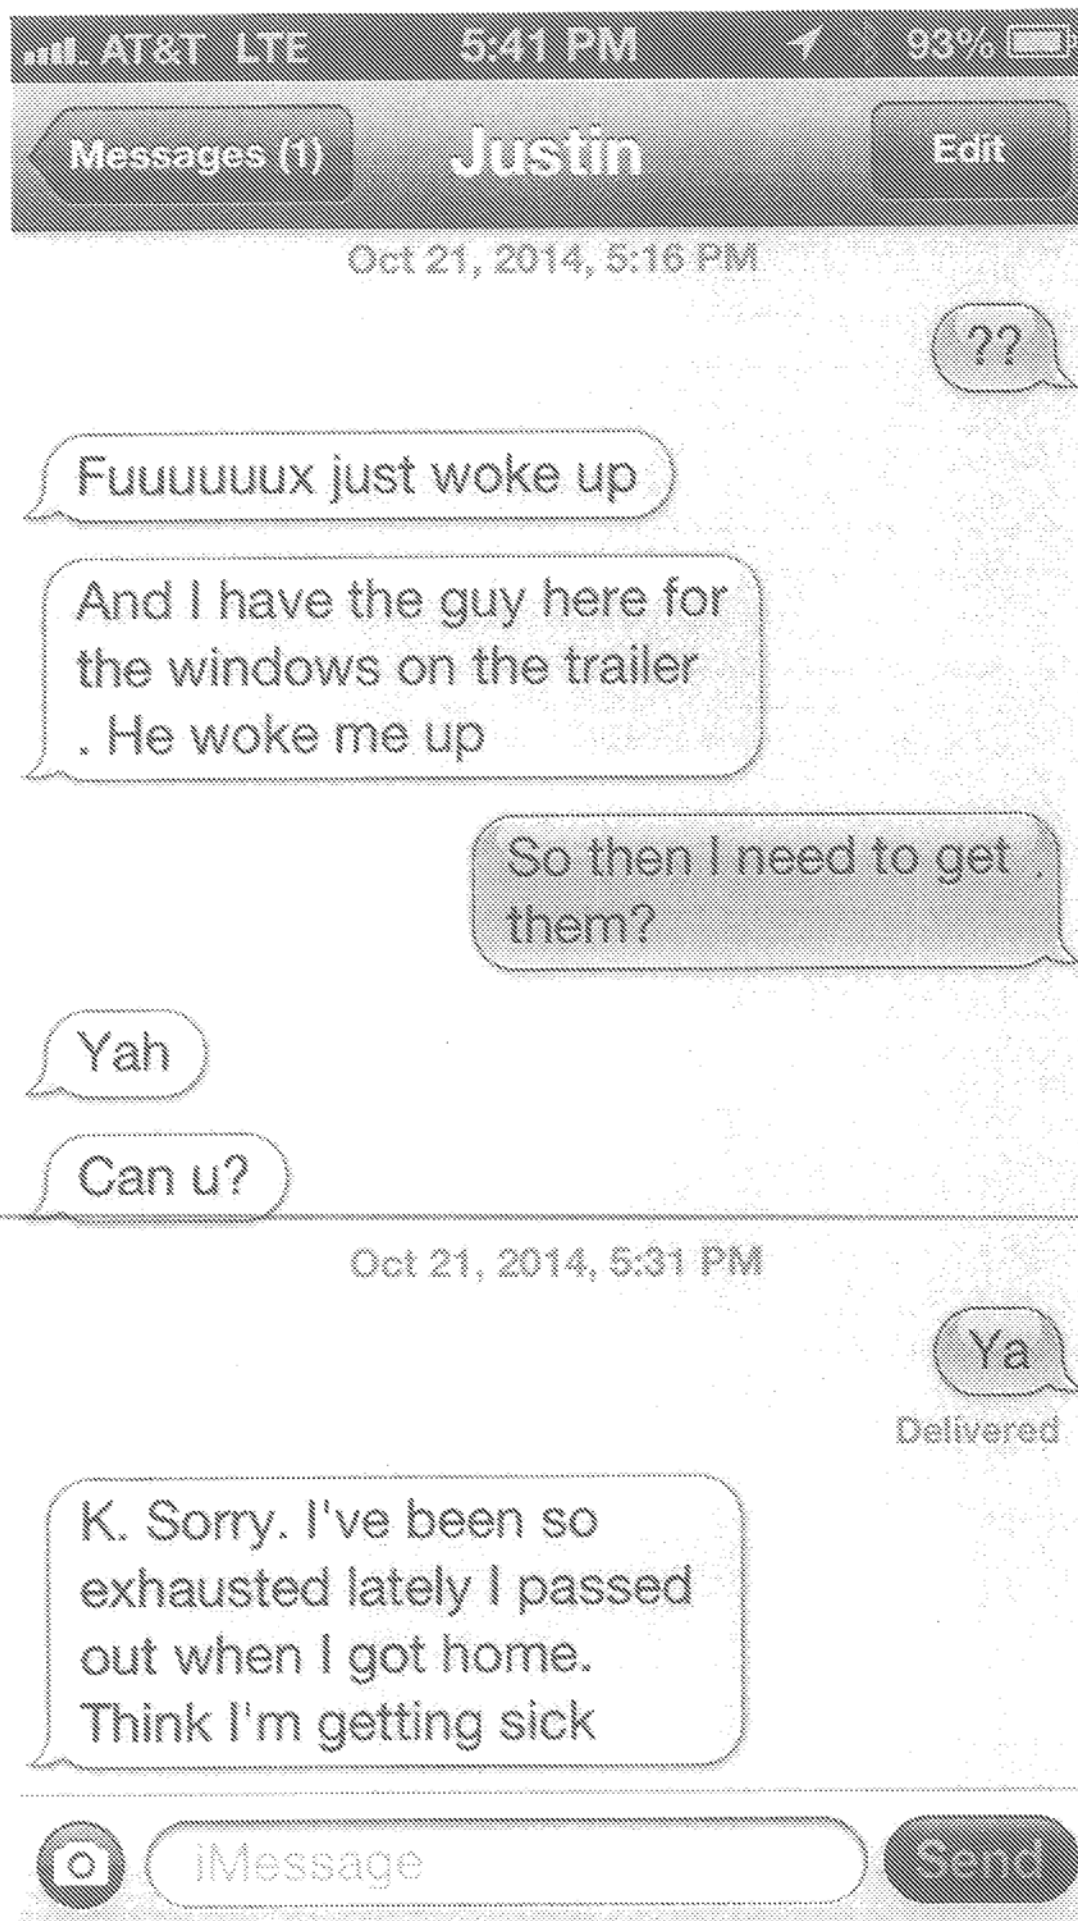 AT&T LTE 5:41 PM 93%
Messages (1) Justin Edit
Oct 21, 2014, 5:16 PM
??
Fuuuuuux just woke up
And I have the guy here for
the windows on the trailer
. He woke me up
So then I need to get
them?
Yah
Can u?
Oct 21, 2014, 5:31 PM
Ya
Delivered
K. Sorry. I've been so
exhausted lately I passed
out when I got home.
Think I'm getting sick
iMessage Send